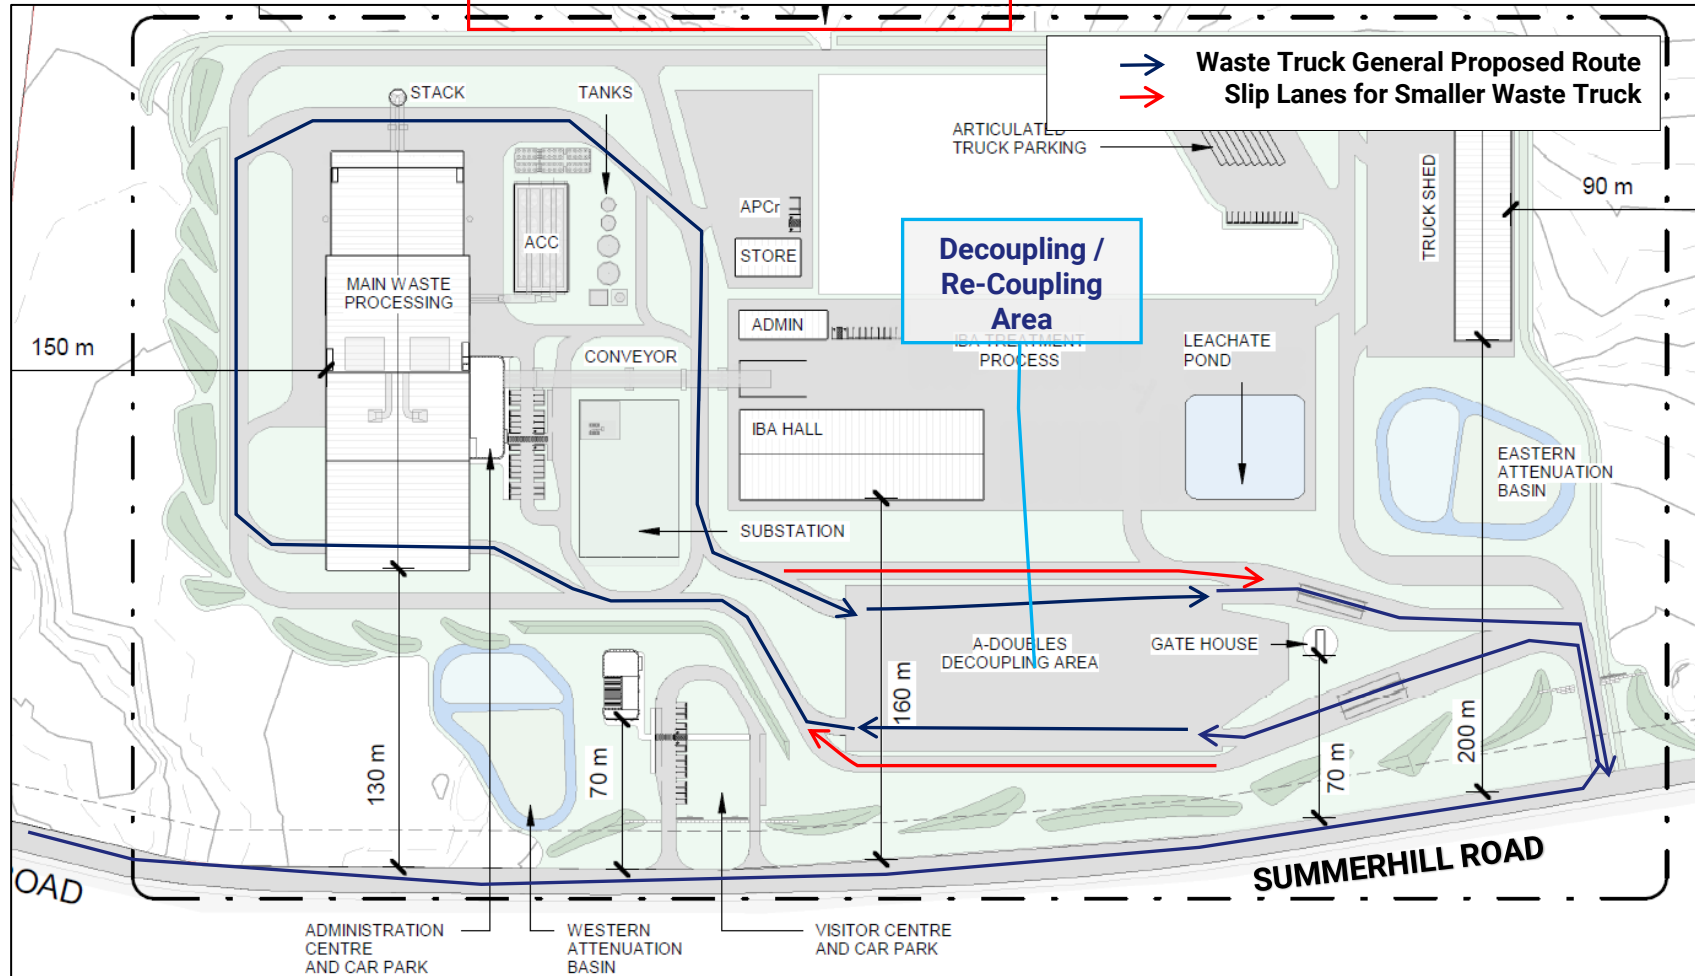 Waste Truck General Proposed Route
Slip Lanes for Smaller Waste Truck
STACK
TANKS
ARTICULATED
TRUCK PARKING
TRUCK SHED
90 m
APCr
STORE
ACC
Decoupling /
Re-Coupling
Area
MAIN WASTE
PROCESSING
150 m
ADMIN
IBA TREATMENT
PROCESS
LEACHATE
POND
CONVEYOR
IBA HALL
EASTERN
ATTENUATION
BASIN
SUBSTATION
A-DOUBLES
DECOUPLING AREA
GATE HOUSE
160 m
130 m
70 m
70 m
200 m
SUMMERHILL ROAD
ROAD
ADMINISTRATION
CENTRE
AND CAR PARK
WESTERN
ATTENUATION
BASIN
VISITOR CENTRE
AND CAR PARK